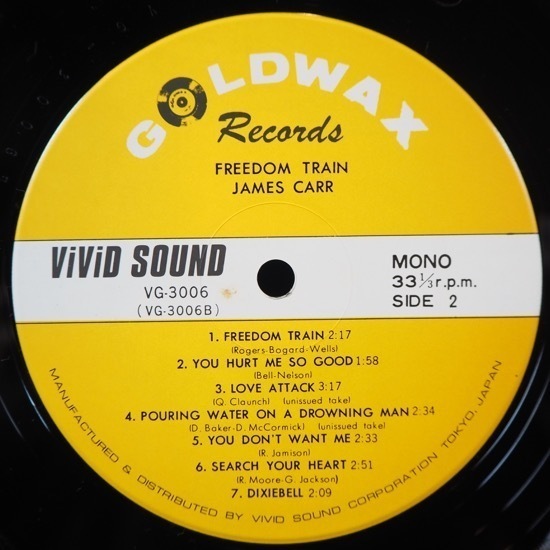 GOLDWAX
Records
FREEDOM TRAIN
JAMES CARR
ViViD SOUND
VG-3006
(VG-3006B)
MONO
33 1/3 r.p.m.
SIDE 2
1. FREEDOM TRAIN 2:17
(Rogers-Bogard-Wells)
2. YOU HURT ME SO GOOD 1:58
(Bell-Nelson)
3. LOVE ATTACK 3:17
(Q. Claunch) (unissued take)
4. POURING WATER ON A DROWNING MAN 2:34
(D. Baker-D. McCormick) (unissued take)
5. YOU DON'T WANT ME 2:33
(R. Jamison)
6. SEARCH YOUR HEART 2:51
(R. Moore-G. Jackson)
7. DIXIEBELL 2:09
MANUFACTURED & DISTRIBUTED BY VIVID SOUND CORPORATION TOKYO, JAPAN